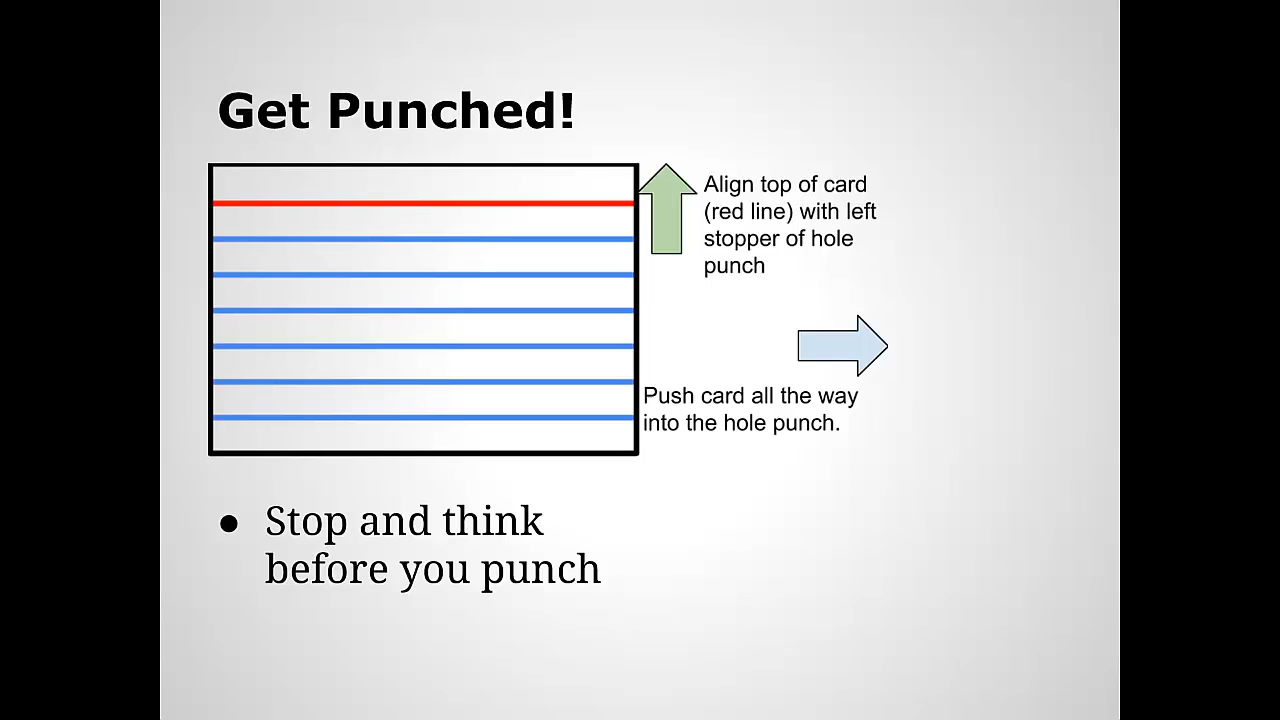 Get Punched!
Align top of card
(red line) with left
stopper of hole
punch
Push card all the way
into the hole punch.
● Stop and think
before you punch